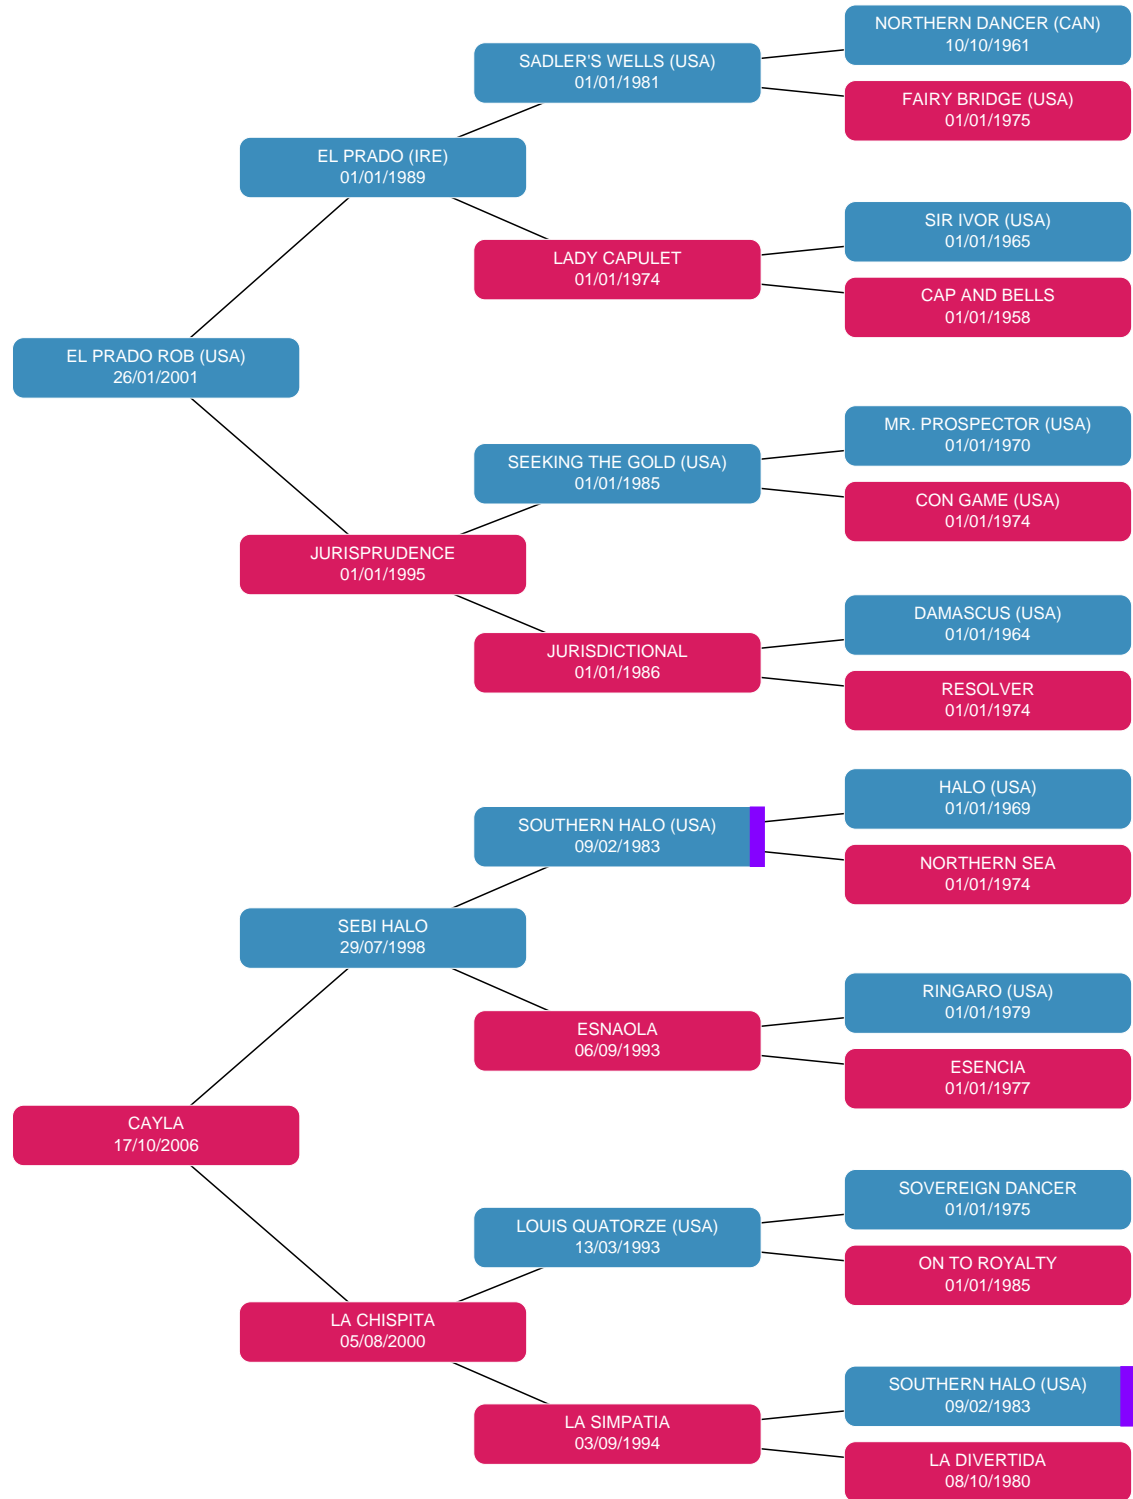 NORTHERN DANCER (CAN)
10/10/1961
SADLER'S WELLS (USA)
01/01/1981
FAIRY BRIDGE (USA)
01/01/1975
EL PRADO (IRE)
01/01/1989
SIR IVOR (USA)
01/01/1965
LADY CAPULET
01/01/1974
CAP AND BELLS
01/01/1958
EL PRADO ROB (USA)
26/01/2001
MR. PROSPECTOR (USA)
01/01/1970
SEEKING THE GOLD (USA)
01/01/1985
CON GAME (USA)
01/01/1974
JURISPRUDENCE
01/01/1995
DAMASCUS (USA)
01/01/1964
JURISDICTIONAL
01/01/1986
RESOLVER
01/01/1974
HALO (USA)
01/01/1969
SOUTHERN HALO (USA)
09/02/1983
NORTHERN SEA
01/01/1974
SEBI HALO
29/07/1998
RINGARO (USA)
01/01/1979
ESNAOLA
06/09/1993
ESENCIA
01/01/1977
CAYLA
17/10/2006
SOVEREIGN DANCER
01/01/1975
LOUIS QUATORZE (USA)
13/03/1993
ON TO ROYALTY
01/01/1985
LA CHISPITA
05/08/2000
SOUTHERN HALO (USA)
09/02/1983
LA SIMPATIA
03/09/1994
LA DIVERTIDA
08/10/1980